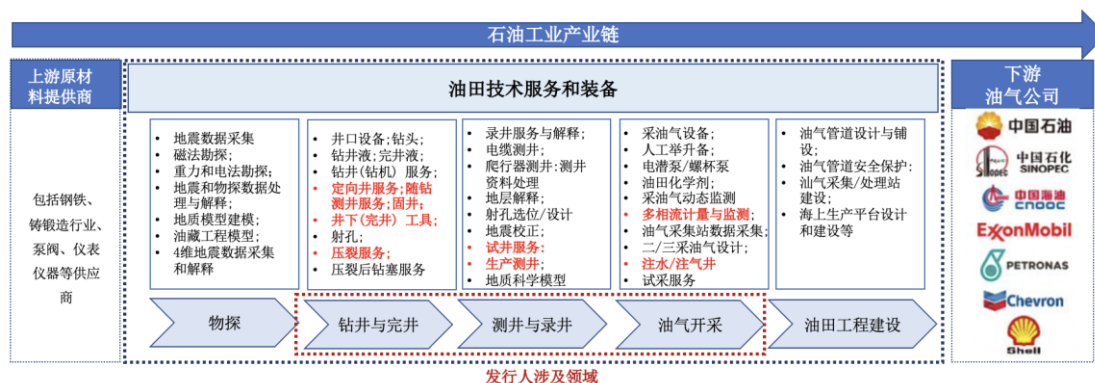 石油工业产业链
上游原材
料提供商
包括钢铁、
铸锻造行业、
泵阀、仪表
仪器等供应
商
油田技术服务和装备
• 地震数据采集
• 磁法勘探;
• 重力和电法勘探;
• 地震和物探数据处
理与解释;
• 地质模型建模;
• 油藏工程模型;
• 4维地震数据采集
和解释
物探
• 井口设备;钻头;
• 钻井液;完井液;
• 钻井(钻机) 服务;
• 定向井服务;随钻
测井服务;固井;
• 井下(完井) 工具;
• 射孔;
• 压裂服务;
• 压裂后钻塞服务
钻井与完井
• 录井服务与解释;
• 电缆测井;
• 爬行器测井:测井
资料处理
• 地层解释;
• 射孔选位/设计
• 地震校正;
• 试井服务:
• 生产测井;
• 地质科学模型
测井与录井
• 采油气设备;
• 人工举升备;
• 电潜泵/螺杯泵
• 油田化学剂;
• 采油气动态监测
• 多相流计量与监测;
• 油气采集站数据采集;
• 二/三采油气设计;
• 注水/注气井
• 试采服务
油气开采
• 油气管道设计与铺
设;
• 油气管道安全保护:
• 油气采集/处理站
建设;
• 海上生产平台设计
和建设等
油田工程建设
发行人涉及领域
下游
油气公司
中国石油
中国石化
SINOPEC
中国海油
CNOOC
ExxonMobil
PETRONAS
Chevron
Shell